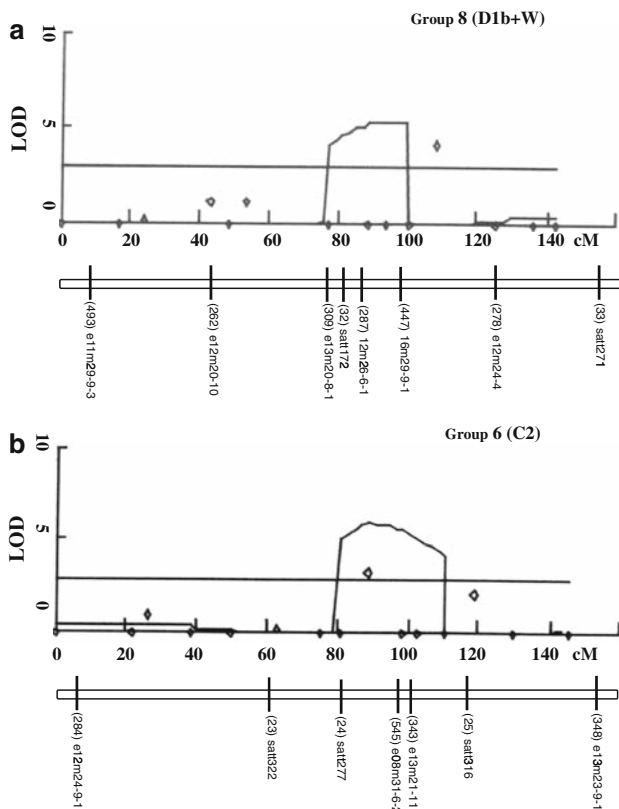 a
Group 8 (D1b+W)
LOD
10
5
0
0 20 40 60 80 100 120 140 cM
(493) e11m29-9-3
(262) e12m20-10
(309) e13m20-8-1
(32) satt172
(287) 12m26-6-1
(447) 16m29-9-1
(278) e12m24-4
(33) satt271
b
Group 6 (C2)
LOD
10
5
0
0 20 40 60 80 100 120 140 cM
(284) e12m24-9-1
(23) satt322
(24) satt277
(545) e08m31-6-
(343) e13m21-11
(25) satt316
(348) e13m23-9-1